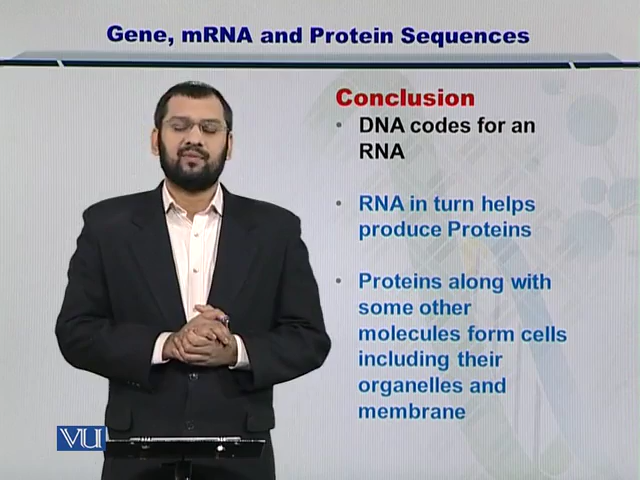 Gene, mRNA and Protein Sequences
Conclusion
• DNA codes for an
RNA
• RNA in turn helps
produce Proteins
• Proteins along with
some other
molecules form cells
including their
organelles and
membrane
VU